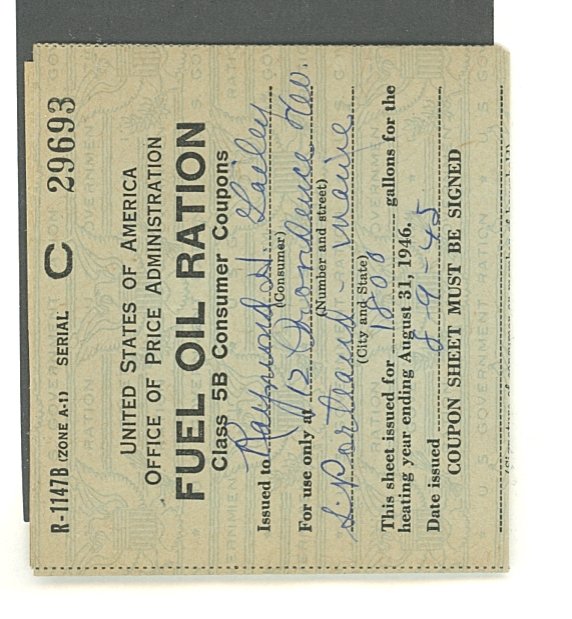 R-1147B (ZONE A-1) SERIAL C 29693
UNITED STATES OF AMERICA
OFFICE OF PRICE ADMINISTRATION
FUEL OIL RATION
Class 5B Consumer Coupons
Issued to Raymond H. Lailey
(Consumer)
For use only at 12 Ave.
(Number and street)
S. Portland - Maine
(City and State)
This sheet issued for 1800 gallons for the
heating year ending August 31, 1946.
Date issued 8-9-45
COUPON SHEET MUST BE SIGNED